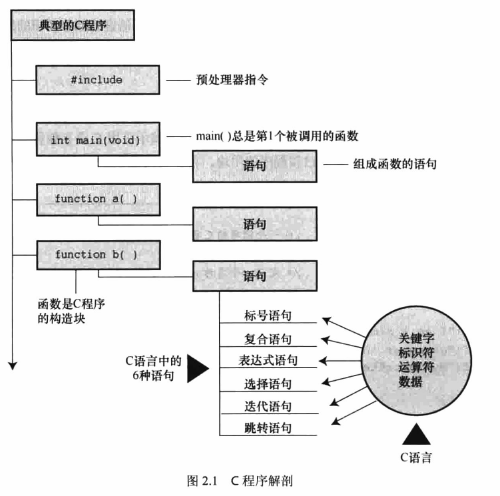 典型的C程序
#include
预处理器指令
int main(void)
main( )总是第1个被调用的函数
语句
组成函数的语句
function a( )
语句
function b( )
语句
函数是C程序
的构造块
标号语句
复合语句
表达式语句
选择语句
迭代语句
跳转语句
C语言中的
6种语句
关键字
标识符
运算符
数据
C语言
图 2.1 C 程序解剖